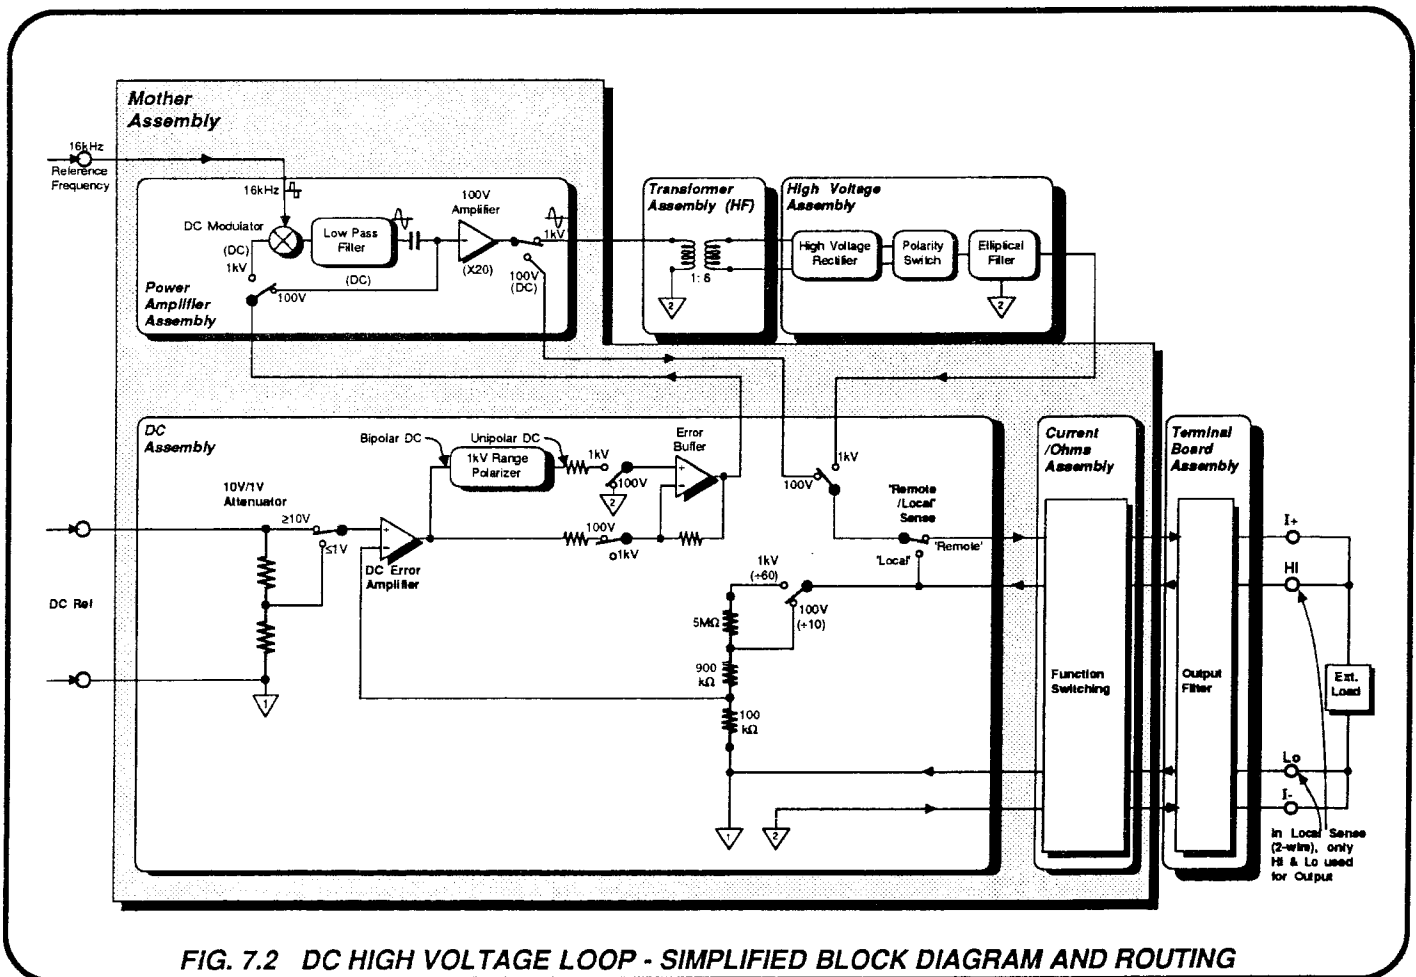 Mother
Assembly
16kHz
Reference
Frequency
16kHz
DC Modulator
(DC)
1kV
100V
Low Pass
Filter
(DC)
100V
Amplifier
(X20)
1kV
100V
(DC)
Power
Amplifier
Assembly
Transformer
Assembly (HF)
1: 6
2
High Voltage
Assembly
High Voltage
Rectifier
Polarity
Switch
Elliptical
Filter
2
DC
Assembly
Bipolar DC
Unipolar DC
1kV Range
Polarizer
1kV
100V
2
Error
Buffer
10V/1V
Attenuator
≥10V
≤1V
DC Error
Amplifier
100V
1kV
DC Ref
1
1kV
100V
'Remote
/Local'
Sense
'Remote'
'Local'
1kV
(÷60)
100V
(÷10)
5MΩ
900
kΩ
100
kΩ
1
2
Current
/Ohms
Assembly
Function
Switching
Terminal
Board
Assembly
Output
Filter
I+
HI
Ext.
Load
Lo
I-
In Local Sense
(2-wire), only
Hi & Lo used
for Output
FIG. 7.2 DC HIGH VOLTAGE LOOP - SIMPLIFIED BLOCK DIAGRAM AND ROUTING